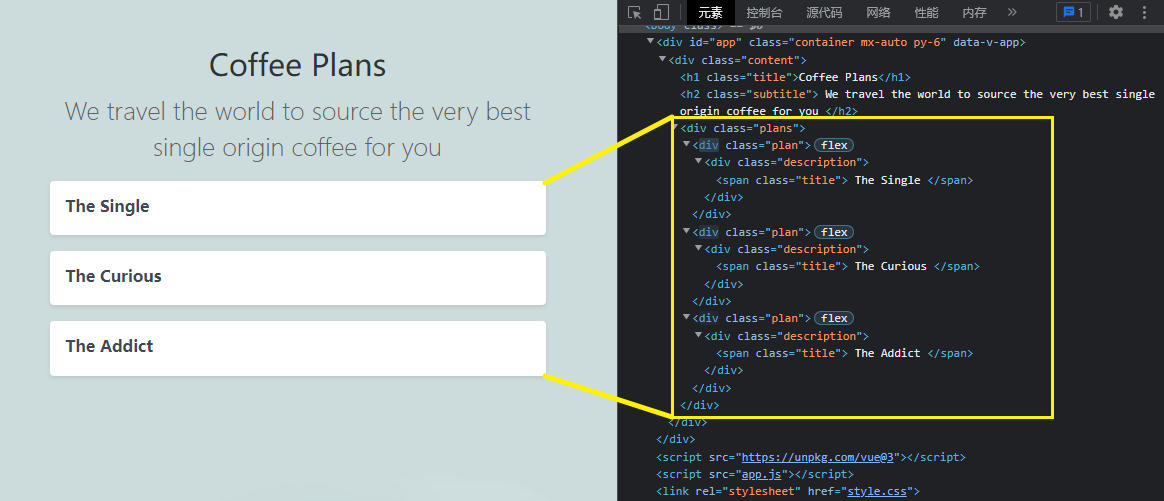 Coffee Plans
We travel the world to source the very best
single origin coffee for you
The Single
The Curious
The Addict
元素 控制台 源代码 网络 性能 内存 » 1
<div id="app" class="container mx-auto py-6" data-v-app>
<div class="content">
<h1 class="title">Coffee Plans</h1>
<h2 class="subtitle"> We travel the world to source the very best single
origin coffee for you </h2>
<div class="plans">
<div class="plan"> flex
<div class="description">
<span class="title"> The Single </span>
</div>
</div>
<div class="plan"> flex
<div class="description">
<span class="title"> The Curious </span>
</div>
</div>
<div class="plan"> flex
<div class="description">
<span class="title"> The Addict </span>
</div>
</div>
</div>
</div>
</div>
<script src="https://unpkg.com/vue@3"></script>
<script src="app.js"></script>
<link rel="stylesheet" href="style.css">